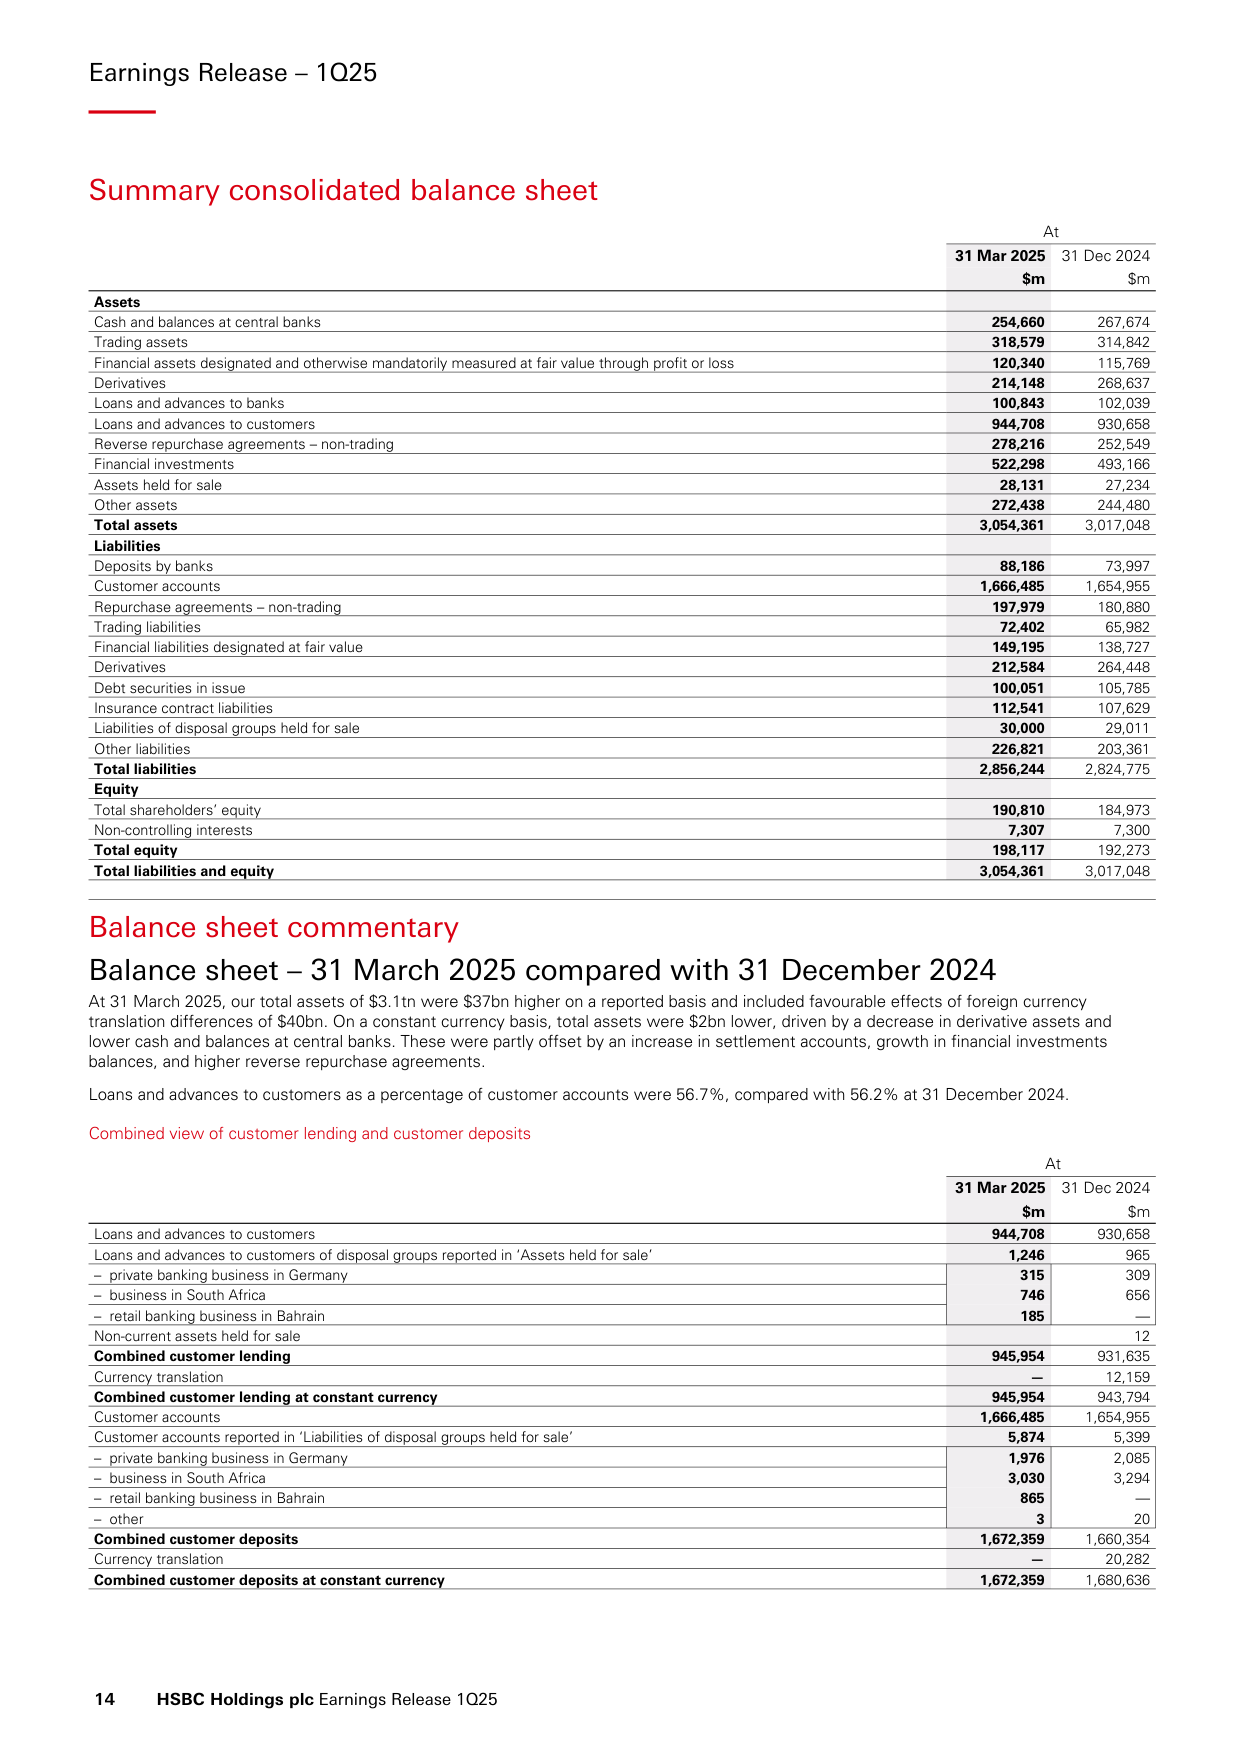 Earnings Release – 1Q25
Summary consolidated balance sheet
At
31 Mar 2025 31 Dec 2024
$m $m
Assets
Cash and balances at central banks 254,660 267,674
Trading assets 318,579 314,842
Financial assets designated and otherwise mandatorily measured at fair value through profit or loss 120,340 115,769
Derivatives 214,148 268,637
Loans and advances to banks 100,843 102,039
Loans and advances to customers 944,708 930,658
Reverse repurchase agreements – non-trading 278,216 252,549
Financial investments 522,298 493,166
Assets held for sale 28,131 27,234
Other assets 272,438 244,480
Total assets 3,054,361 3,017,048
Liabilities
Deposits by banks 88,186 73,997
Customer accounts 1,666,485 1,654,955
Repurchase agreements – non-trading 197,979 180,880
Trading liabilities 72,402 65,982
Financial liabilities designated at fair value 149,195 138,727
Derivatives 212,584 264,448
Debt securities in issue 100,051 105,785
Insurance contract liabilities 112,541 107,629
Liabilities of disposal groups held for sale 30,000 29,011
Other liabilities 226,821 203,361
Total liabilities 2,856,244 2,824,775
Equity
Total shareholders’ equity 190,810 184,973
Non-controlling interests 7,307 7,300
Total equity 198,117 192,273
Total liabilities and equity 3,054,361 3,017,048
Balance sheet commentary
Balance sheet – 31 March 2025 compared with 31 December 2024
At 31 March 2025, our total assets of $3.1tn were $37bn higher on a reported basis and included favourable effects of foreign currency
translation differences of $40bn. On a constant currency basis, total assets were $2bn lower, driven by a decrease in derivative assets and
lower cash and balances at central banks. These were partly offset by an increase in settlement accounts, growth in financial investments
balances, and higher reverse repurchase agreements.
Loans and advances to customers as a percentage of customer accounts were 56.7%, compared with 56.2% at 31 December 2024.
Combined view of customer lending and customer deposits
At
31 Mar 2025 31 Dec 2024
$m $m
Loans and advances to customers 944,708 930,658
Loans and advances to customers of disposal groups reported in ‘Assets held for sale’ 1,246 965
– private banking business in Germany 315 309
– business in South Africa 746 656
– retail banking business in Bahrain 185 —
Non-current assets held for sale 12
Combined customer lending 945,954 931,635
Currency translation — 12,159
Combined customer lending at constant currency 945,954 943,794
Customer accounts 1,666,485 1,654,955
Customer accounts reported in ‘Liabilities of disposal groups held for sale’ 5,874 5,399
– private banking business in Germany 1,976 2,085
– business in South Africa 3,030 3,294
– retail banking business in Bahrain 865 —
– other 3 20
Combined customer deposits 1,672,359 1,660,354
Currency translation — 20,282
Combined customer deposits at constant currency 1,672,359 1,680,636
14 HSBC Holdings plc Earnings Release 1Q25